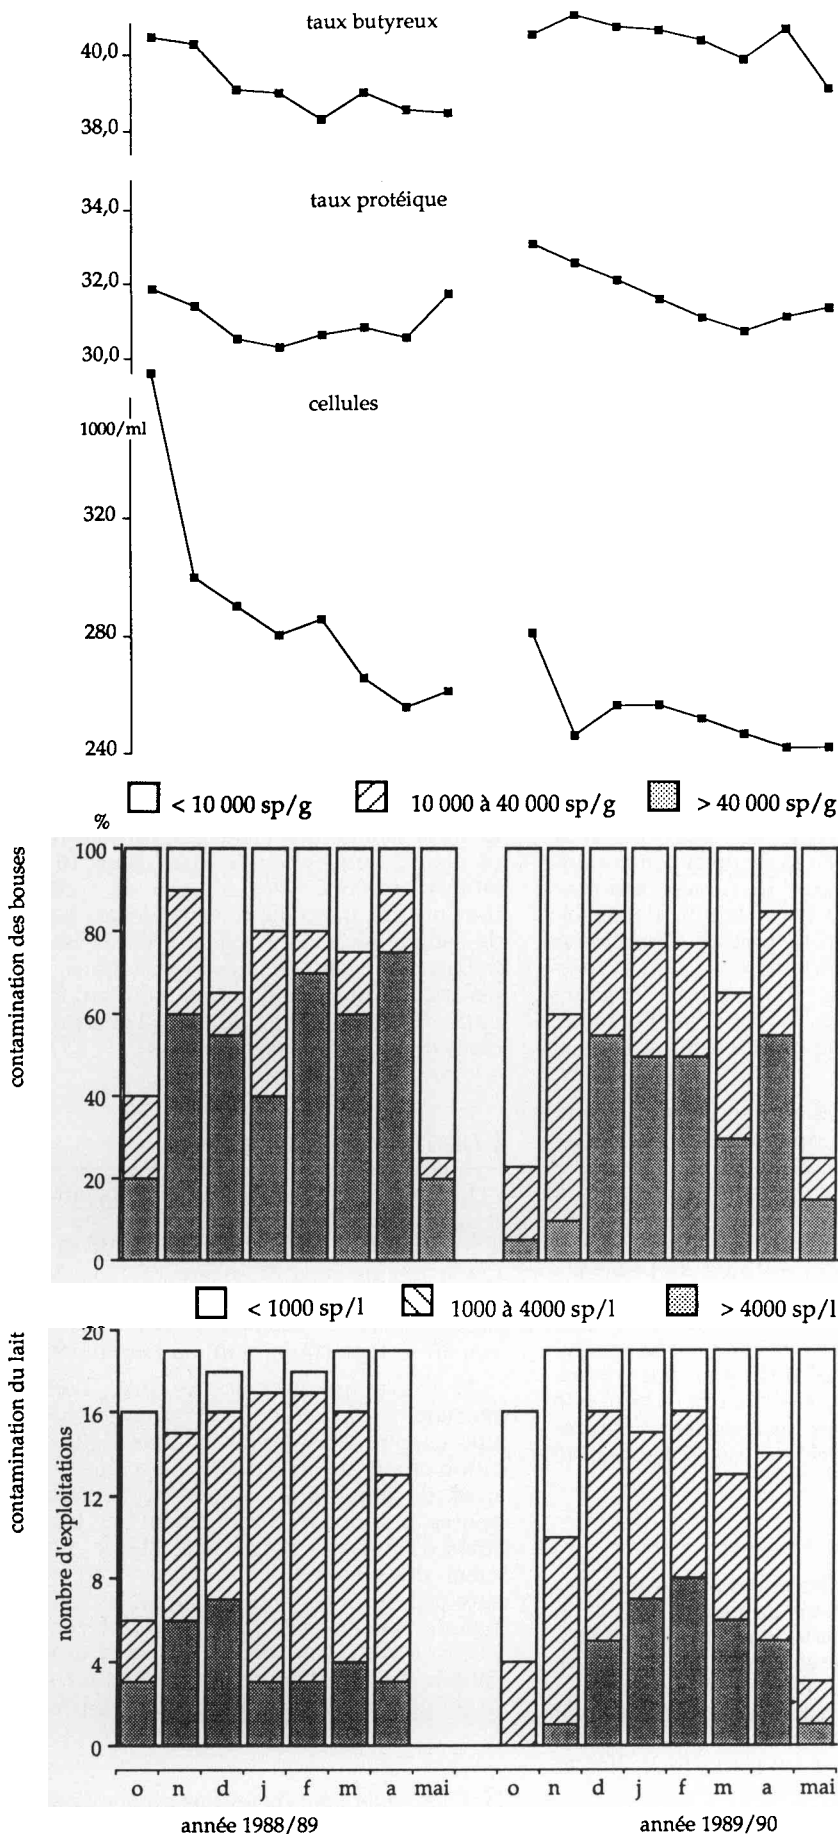 taux butyreux
40,0
38,0
taux protéique
34,0
32,0
30,0
cellules
1000/ml
320
280
240
< 10 000 sp/g
10 000 à 40 000 sp/g
> 40 000 sp/g
%
contamination des bouses
100
80
60
40
20
0
< 1000 sp/l
1000 à 4000 sp/l
> 4000 sp/l
contamination du lait
nombre d'exploitations
20
16
12
8
4
0
o n d j f m a mai o n d j f m a mai
année 1988/89 année 1989/90